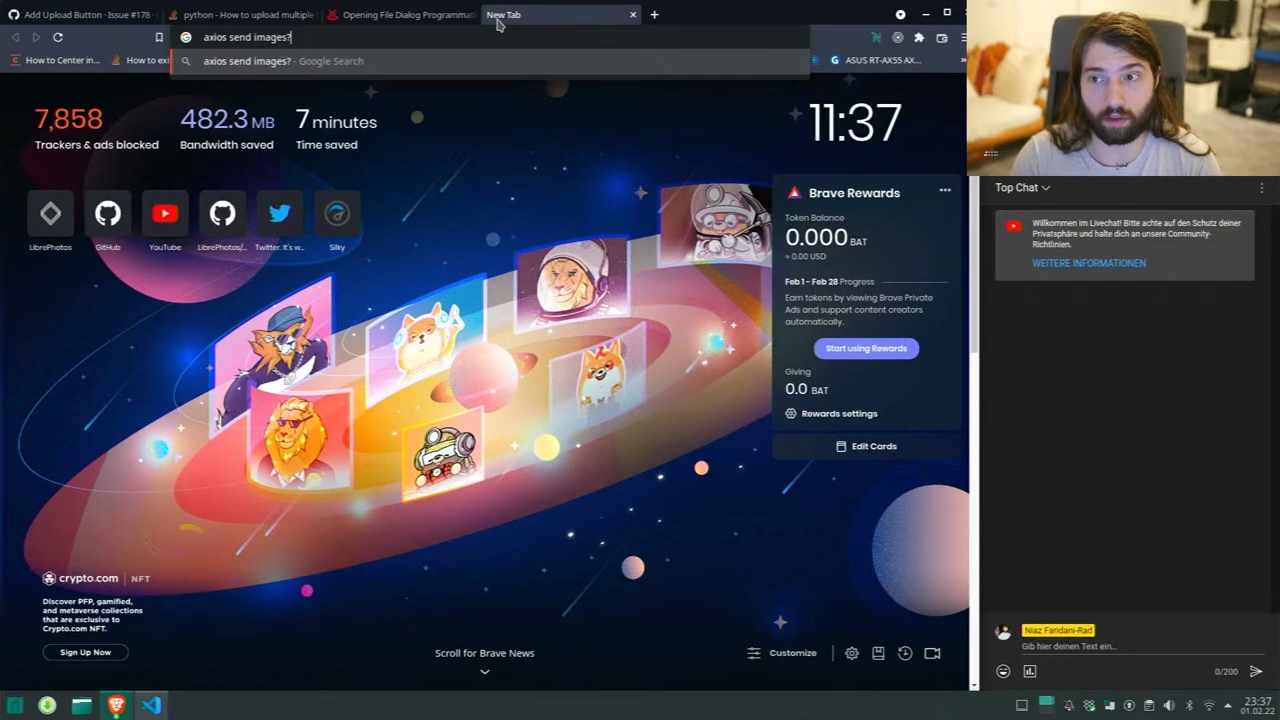 Add Upload Button · Issue #178 ·
python - How to upload multiple
Opening File Dialog Programmati
New Tab
axios send images?
axios send images? - Google Search
How to Center in...
How to exi
ASUS RT-AX55 AX...
7,858
Trackers & ads blocked
482.3 MB
Bandwidth saved
7 minutes
Time saved
11:37
LibrePhotos
GitHub
YouTube
LibrePhotos/...
Twitter. It's w...
Silky
Brave Rewards
Token Balance
0.000 BAT
≈ 0.00 USD
Feb 1 - Feb 28 Progress
Earn tokens by viewing Brave Private
Ads and support content creators
automatically.
Start using Rewards
Giving
0.0 BAT
Rewards settings
Edit Cards
crypto.com | NFT
Discover PFP, gamified,
and metaverse collections
that are exclusive to
Crypto.com NFT.
Sign Up Now
Scroll for Brave News
Customize
Top Chat
Willkommen im Livechat! Bitte achte auf den Schutz deiner
Privatsphäre und halte dich an unsere Community-
Richtlinien.
WEITERE INFORMATIONEN
Niaz Faridani-Rad
Gib hier deinen Text ein...
0/200
23:37
01.02.22